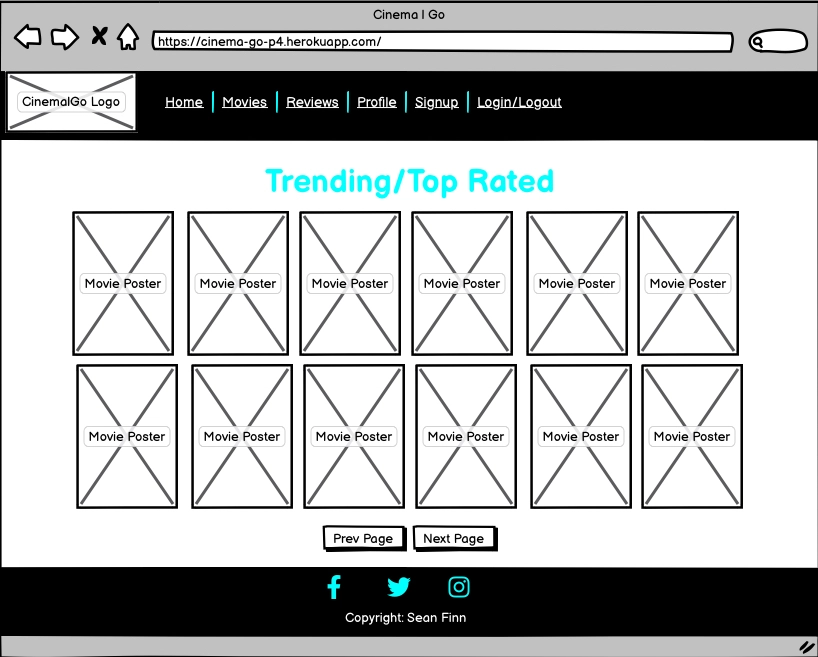 Cinema I Go
https://cinema-go-p4.herokuapp.com/
CinemaIGo Logo
Home Movies Reviews Profile Signup Login/Logout
Trending/Top Rated
Movie Poster Movie Poster Movie Poster Movie Poster Movie Poster Movie Poster
Movie Poster Movie Poster Movie Poster Movie Poster Movie Poster Movie Poster
Prev Page Next Page
Copyright: Sean Finn